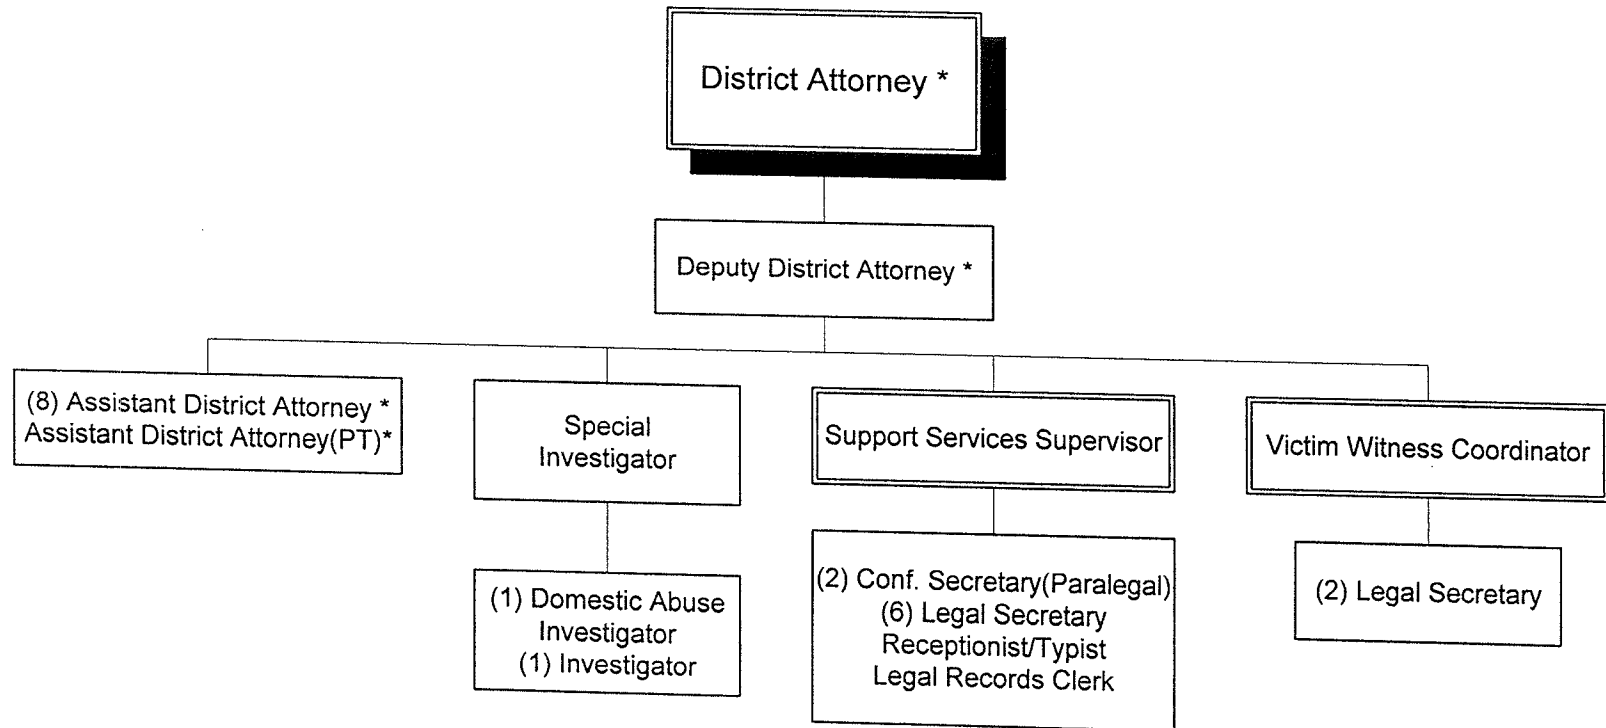 District Attorney *
Deputy District Attorney *
(8) Assistant District Attorney *
Assistant District Attorney(PT)*
Special
Investigator
Support Services Supervisor
Victim Witness Coordinator
(1) Domestic Abuse
Investigator
(1) Investigator
(2) Conf. Secretary(Paralegal)
(6) Legal Secretary
Receptionist/Typist
Legal Records Clerk
(2) Legal Secretary